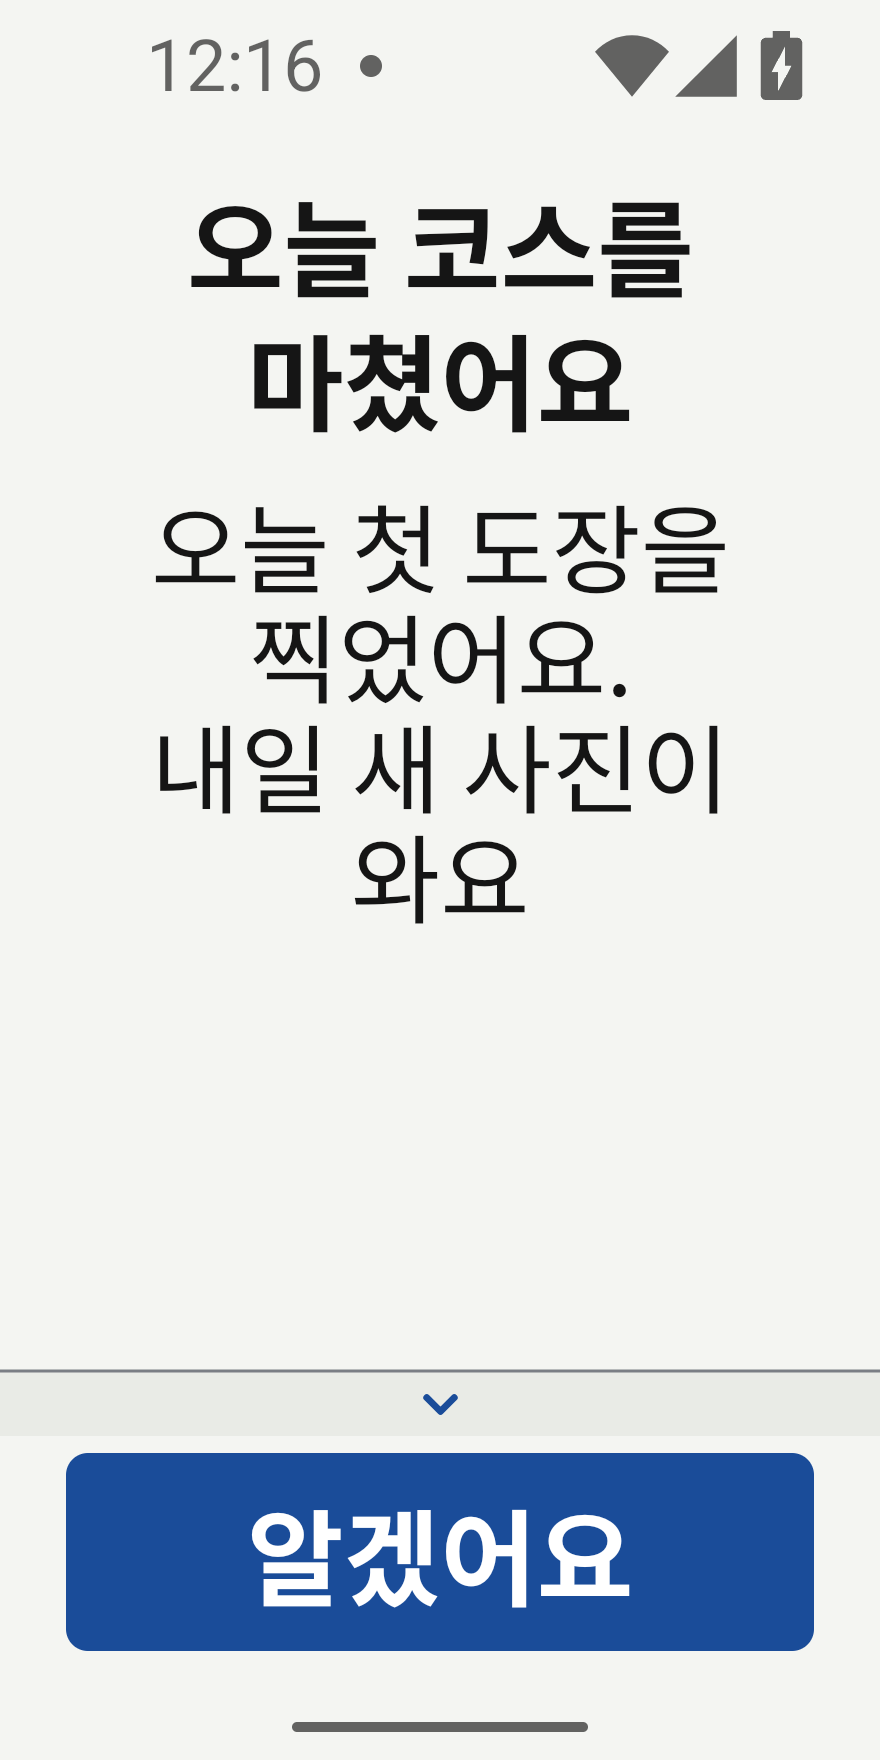 12:16
오늘 코스를
마쳤어요
오늘 첫 도장을
찍었어요.
내일 새 사진이
와요
알겠어요